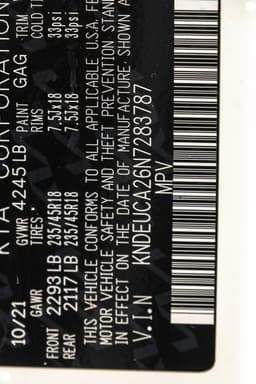 KIA CORPORATION
10/21 GVWR 4245 LB PAINT GAG TRIM
GAWR TIRES: RIMS COLD TI
FRONT 2293 LB 235/45R18 7.5JX18 33psi
REAR 2117 LB 235/45R18 7.5JX18 33psi
THIS VEHICLE CONFORMS TO ALL APPLICABLE U.S.A. FE
MOTOR VEHICLE SAFETY AND THEFT PREVENTION STAN
IN EFFECT ON THE DATE OF MANUFACTURE SHOWN A
V.I.N KNDEUCA26N7283787
MPV